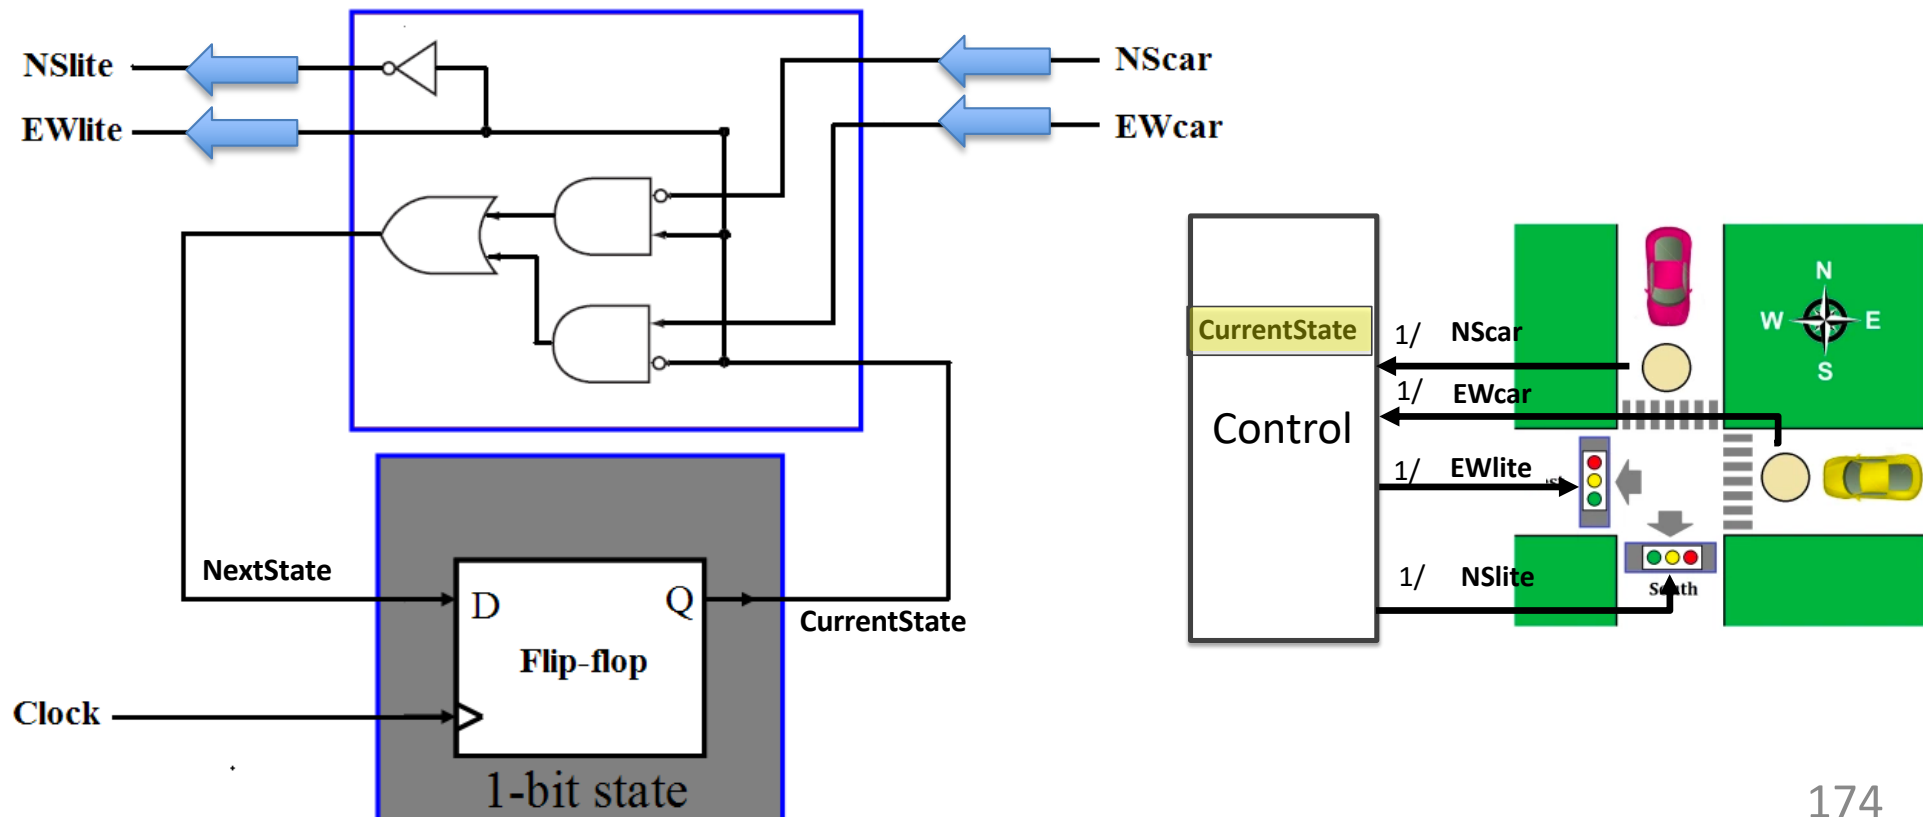 NSlite
EWlite
NScar
EWcar
NextState
D
Q
CurrentState
Flip-flop
Clock
1-bit state
CurrentState
Control
1/ NScar
1/ EWcar
1/ EWlite
1/ NSlite
N
W E
S
174